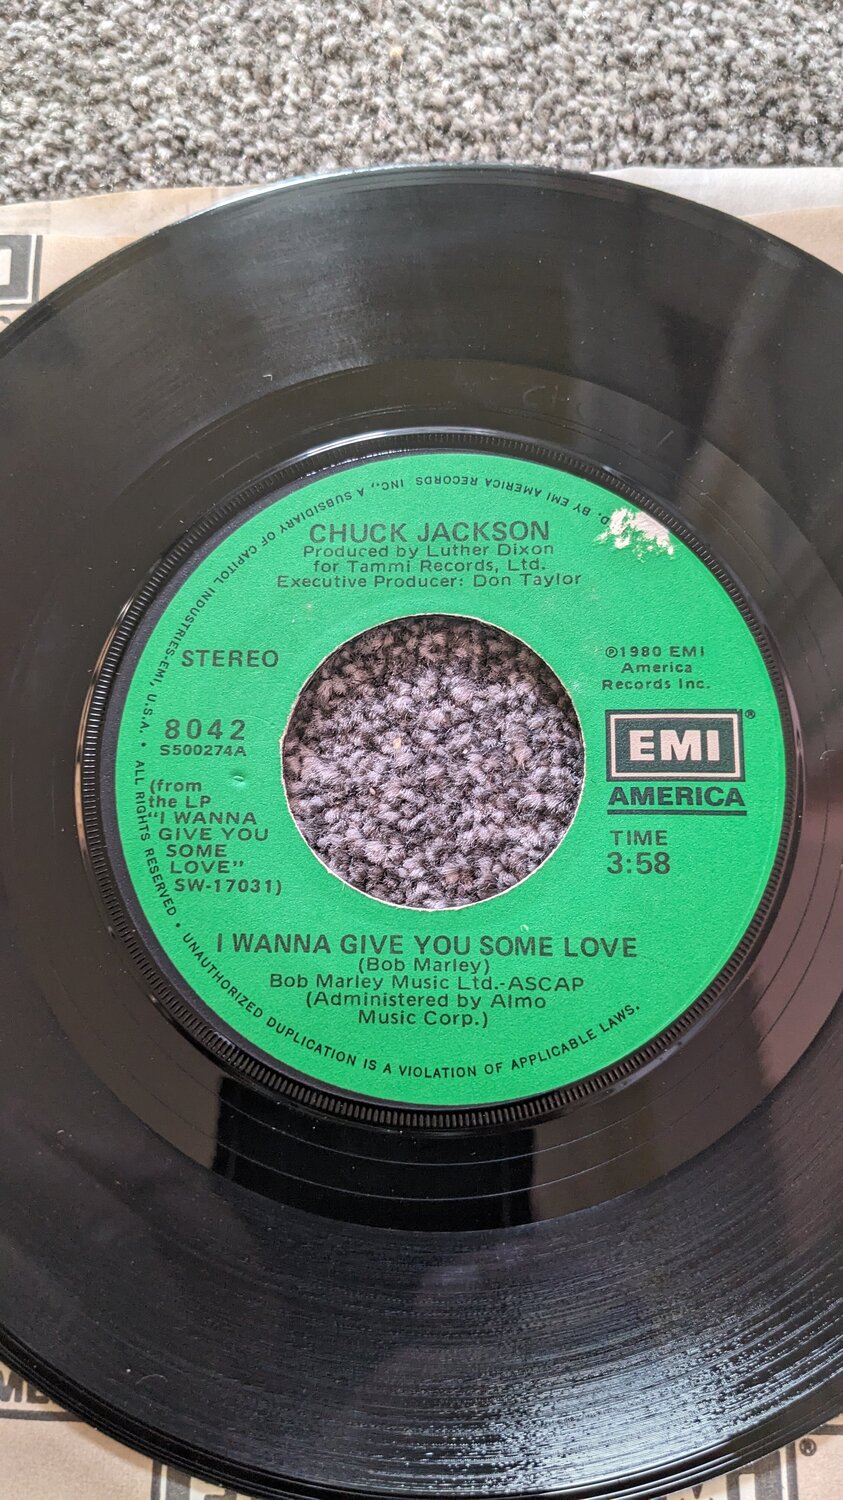 CHUCK JACKSON
Produced by Luther Dixon
for Tammi Records, Ltd.
Executive Producer: Don Taylor
STEREO
8042
S500274A
(from
the LP
"I WANNA
GIVE YOU
SOME
LOVE"
SW-17031)
℗1980 EMI
America
Records Inc.
EMI®
AMERICA
TIME
3:58
I WANNA GIVE YOU SOME LOVE
(Bob Marley)
Bob Marley Music Ltd.-ASCAP
(Administered by Almo
Music Corp.)
D. BY EMI AMERICA RECORDS, INC., A SUBSIDIARY OF CAPITOL INDUSTRIES-EMI, U.S.A. • ALL RIGHTS RESERVED • UNAUTHORIZED DUPLICATION IS A VIOLATION OF APPLICABLE LAWS.